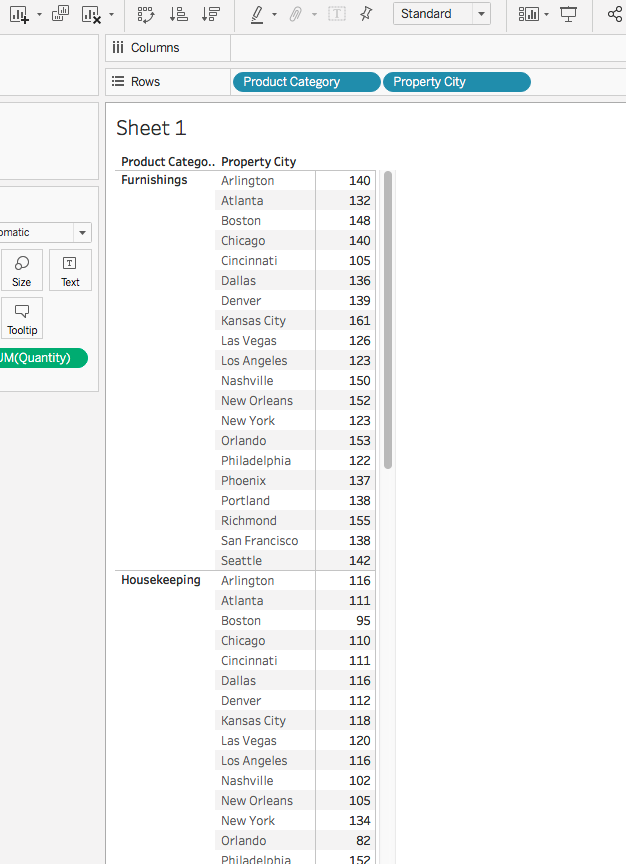 Standard
Columns
Rows Product Category Property City
Sheet 1
Product Catego.. Property City
Furnishings Arlington 140
Atlanta 132
Boston 148
Chicago 140
Cincinnati 105
omatic Dallas 136
Denver 139
Size Text Kansas City 161
Las Vegas 126
Tooltip Los Angeles 123
UM(Quantity) Nashville 150
New Orleans 152
New York 123
Orlando 153
Philadelphia 122
Phoenix 137
Portland 138
Richmond 155
San Francisco 138
Seattle 142
Housekeeping Arlington 116
Atlanta 111
Boston 95
Chicago 110
Cincinnati 111
Dallas 116
Denver 112
Kansas City 118
Las Vegas 120
Los Angeles 116
Nashville 102
New Orleans 105
New York 134
Orlando 82
Philadelphia 152